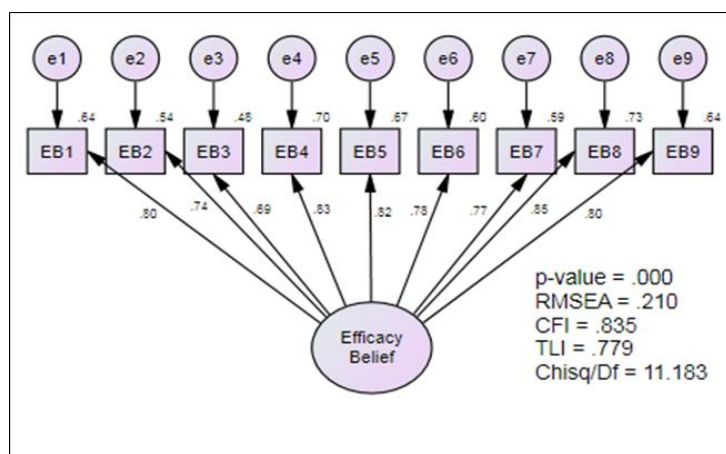 e1 e2 e3 e4 e5 e6 e7 e8 e9
.64 .54 .48 .70 .67 .60 .59 .73 .64
EB1 EB2 EB3 EB4 EB5 EB6 EB7 EB8 EB9
.80 .74 .69 .83 .82 .78 .77 .85 .80
Efficacy
Belief
p-value = .000
RMSEA = .210
CFI = .835
TLI = .779
Chisq/Df = 11.183